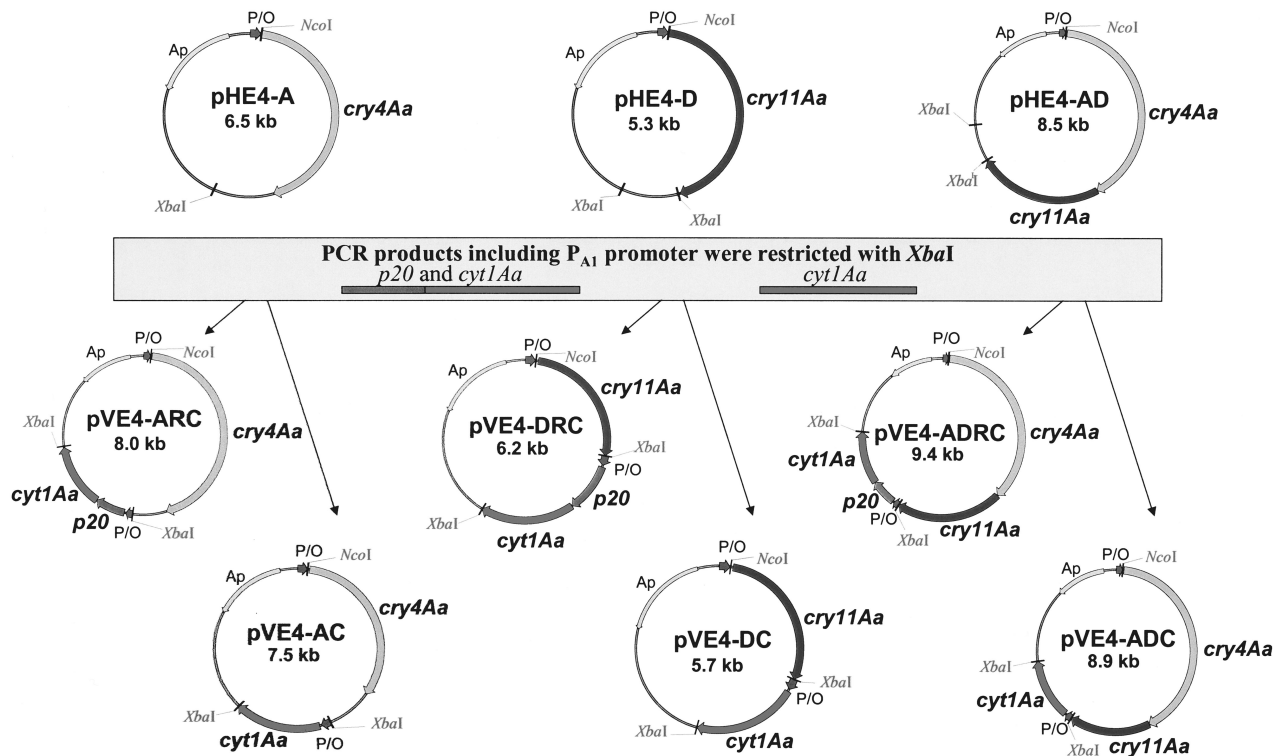 P/O
NcoI
Ap
pHE4-A
6.5 kb
cry4Aa
XbaI
P/O
NcoI
Ap
pHE4-D
5.3 kb
cry11Aa
XbaI
XbaI
P/O
NcoI
Ap
pHE4-AD
8.5 kb
cry4Aa
XbaI
XbaI
cry11Aa
PCR products including PA1 promoter were restricted with XbaI
p20 and cyt1Aa
cyt1Aa
P/O
NcoI
Ap
pVE4-ARC
8.0 kb
cry4Aa
XbaI
cyt1Aa
p20
P/O
XbaI
P/O
NcoI
Ap
cry11Aa
pVE4-DRC
6.2 kb
XbaI
P/O
p20
XbaI
cyt1Aa
P/O
NcoI
Ap
XbaI
pVE4-ADRC
9.4 kb
cry4Aa
cyt1Aa
p20
P/O
XbaI
cry11Aa
P/O
NcoI
Ap
cry4Aa
pVE4-AC
7.5 kb
XbaI
XbaI
P/O
cyt1Aa
P/O
NcoI
Ap
cry11Aa
pVE4-DC
5.7 kb
XbaI
P/O
XbaI
cyt1Aa
P/O
NcoI
Ap
pVE4-ADC
8.9 kb
cry4Aa
XbaI
cyt1Aa
P/O
XbaI
cry11Aa